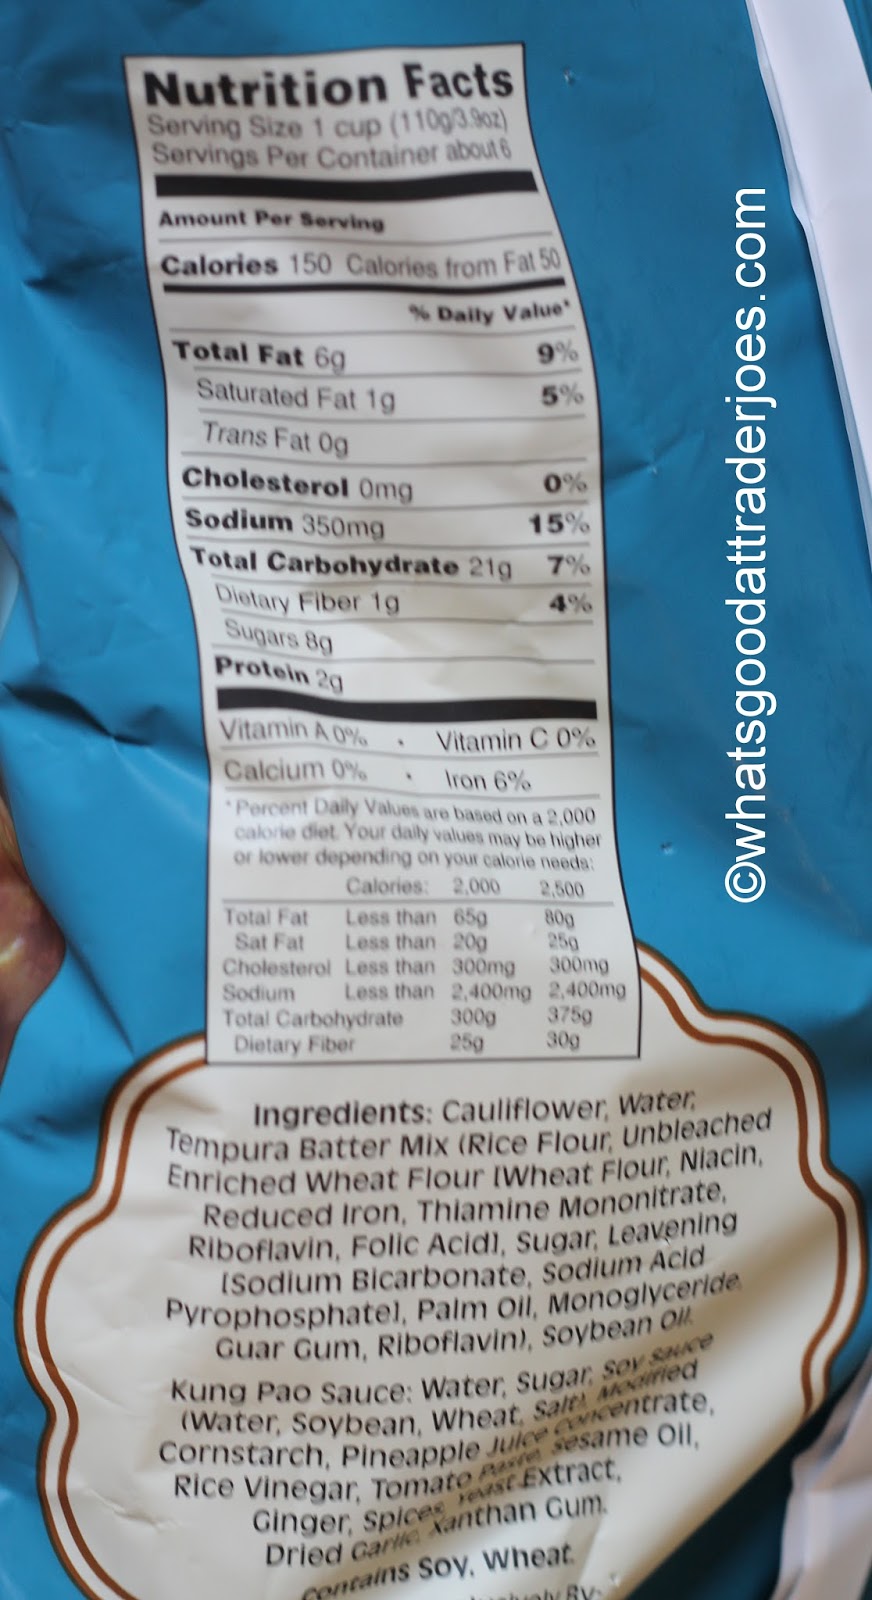 Nutrition Facts
Serving Size 1 cup (110g/3.9oz)
Servings Per Container about 6
Amount Per Serving
Calories 150 Calories from Fat 50
% Daily Value*
Total Fat 6g 9%
Saturated Fat 1g 5%
Trans Fat 0g
Cholesterol 0mg 0%
Sodium 350mg 15%
Total Carbohydrate 21g 7%
Dietary Fiber 1g 4%
Sugars 8g
Protein 2g
Vitamin A 0% • Vitamin C 0%
Calcium 0% • Iron 6%
*Percent Daily Values are based on a 2,000
calorie diet. Your daily values may be higher
or lower depending on your calorie needs:
Calories: 2,000 2,500
Total Fat Less than 65g 80g
Sat Fat Less than 20g 25g
Cholesterol Less than 300mg 300mg
Sodium Less than 2,400mg 2,400mg
Total Carbohydrate 300g 375g
Dietary Fiber 25g 30g
Ingredients: Cauliflower, Water,
Tempura Batter Mix (Rice Flour, Unbleached
Enriched Wheat Flour [Wheat Flour, Niacin,
Reduced Iron, Thiamine Mononitrate,
Riboflavin, Folic Acid], Sugar, Leavening
[Sodium Bicarbonate, Sodium Acid
Pyrophosphate], Palm Oil, Monoglyceride,
Guar Gum, Riboflavin), Soybean Oil.
Kung Pao Sauce: Water, Sugar, Soy Sauce
(Water, Soybean, Wheat, Salt), Modified
Cornstarch, Pineapple Juice Concentrate,
Rice Vinegar, Tomato Paste, Sesame Oil,
Ginger, Spices, Yeast Extract,
Dried Garlic, Xanthan Gum.
Contains Soy, Wheat.
By:
©whatsgoodattraderjoes.com